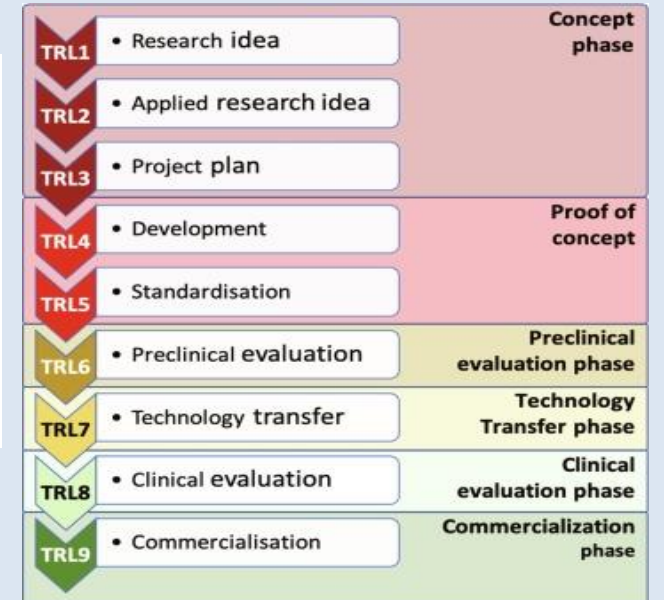 Concept
phase
TRL1
• Research idea
TRL2
• Applied research idea
TRL3
• Project plan
Proof of
concept
TRL4
• Development
TRL5
• Standardisation
Preclinical
evaluation phase
TRL6
• Preclinical evaluation
Technology
Transfer phase
TRL7
• Technology transfer
Clinical
evaluation phase
TRL8
• Clinical evaluation
Commercialization
phase
TRL9
• Commercialisation